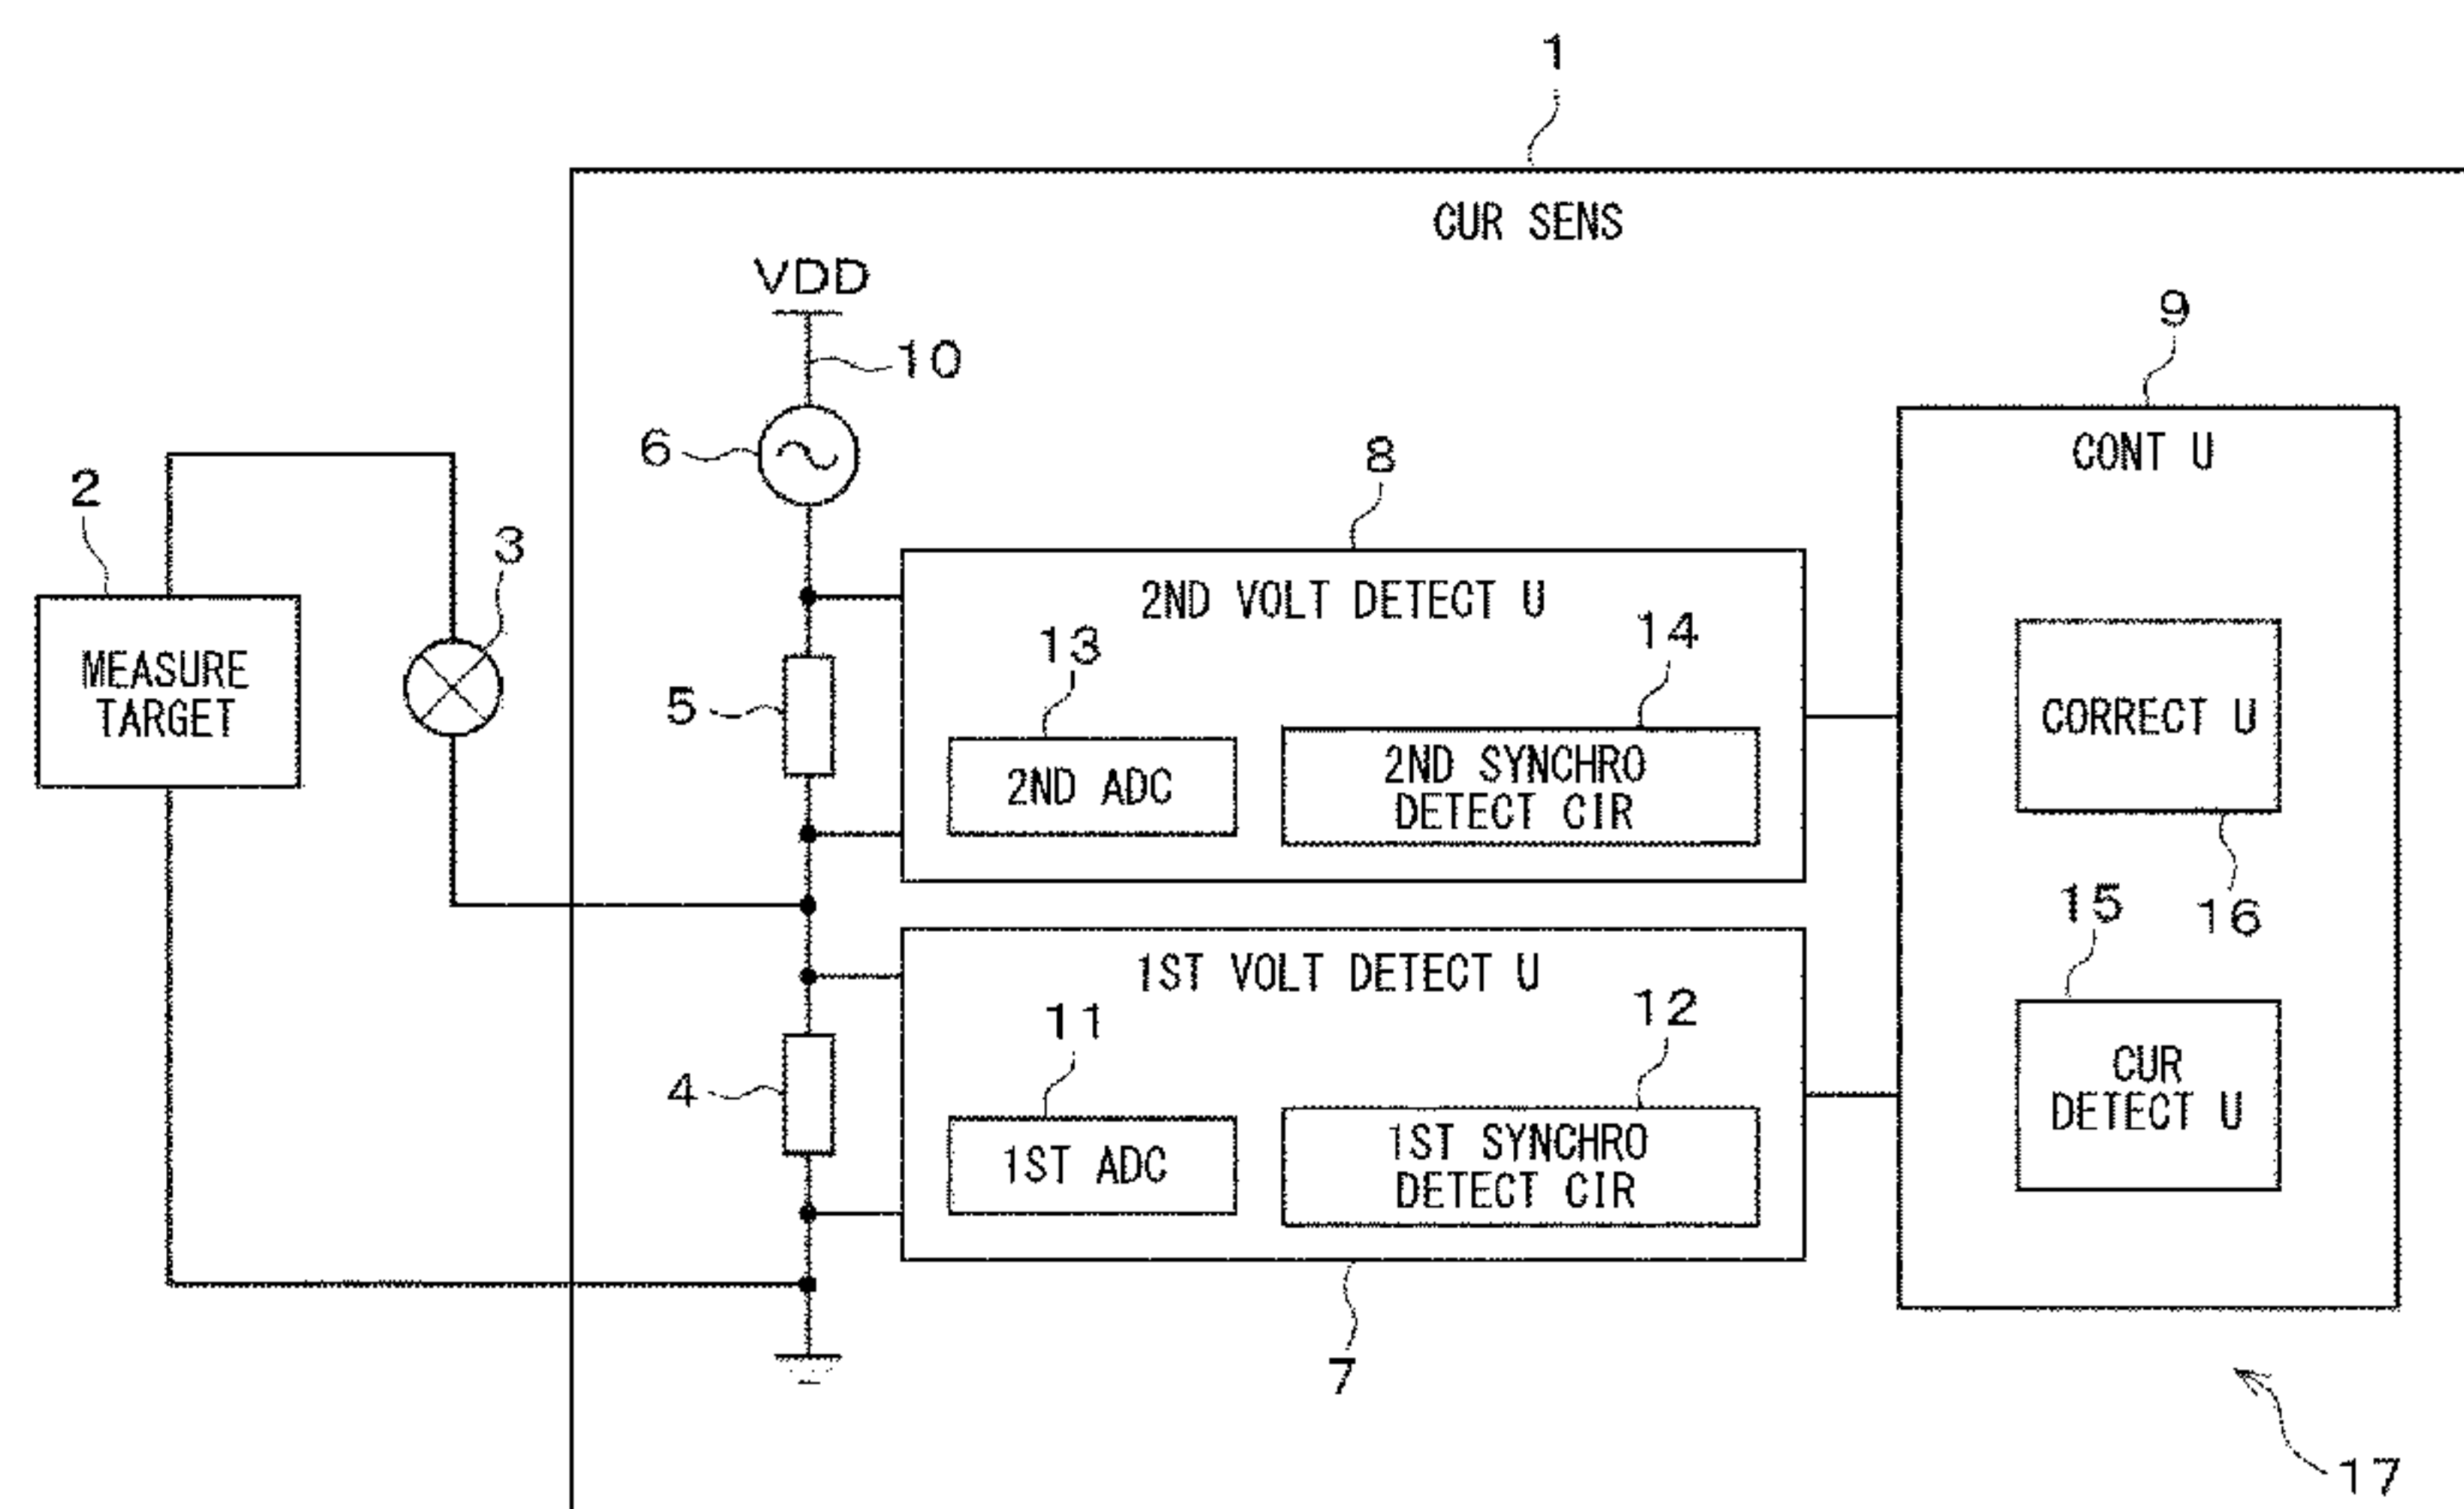 1
CUR SENS
VDD
10
9
6
8
CONT U
2
3
2ND VOLT DETECT U
13
14
MEASURE
TARGET
5
CORRECT U
2ND ADC
2ND SYNCHRO
DETECT CIR
15
16
1ST VOLT DETECT U
11
12
4
CUR
DETECT U
1ST ADC
1ST SYNCHRO
DETECT CIR
7
17